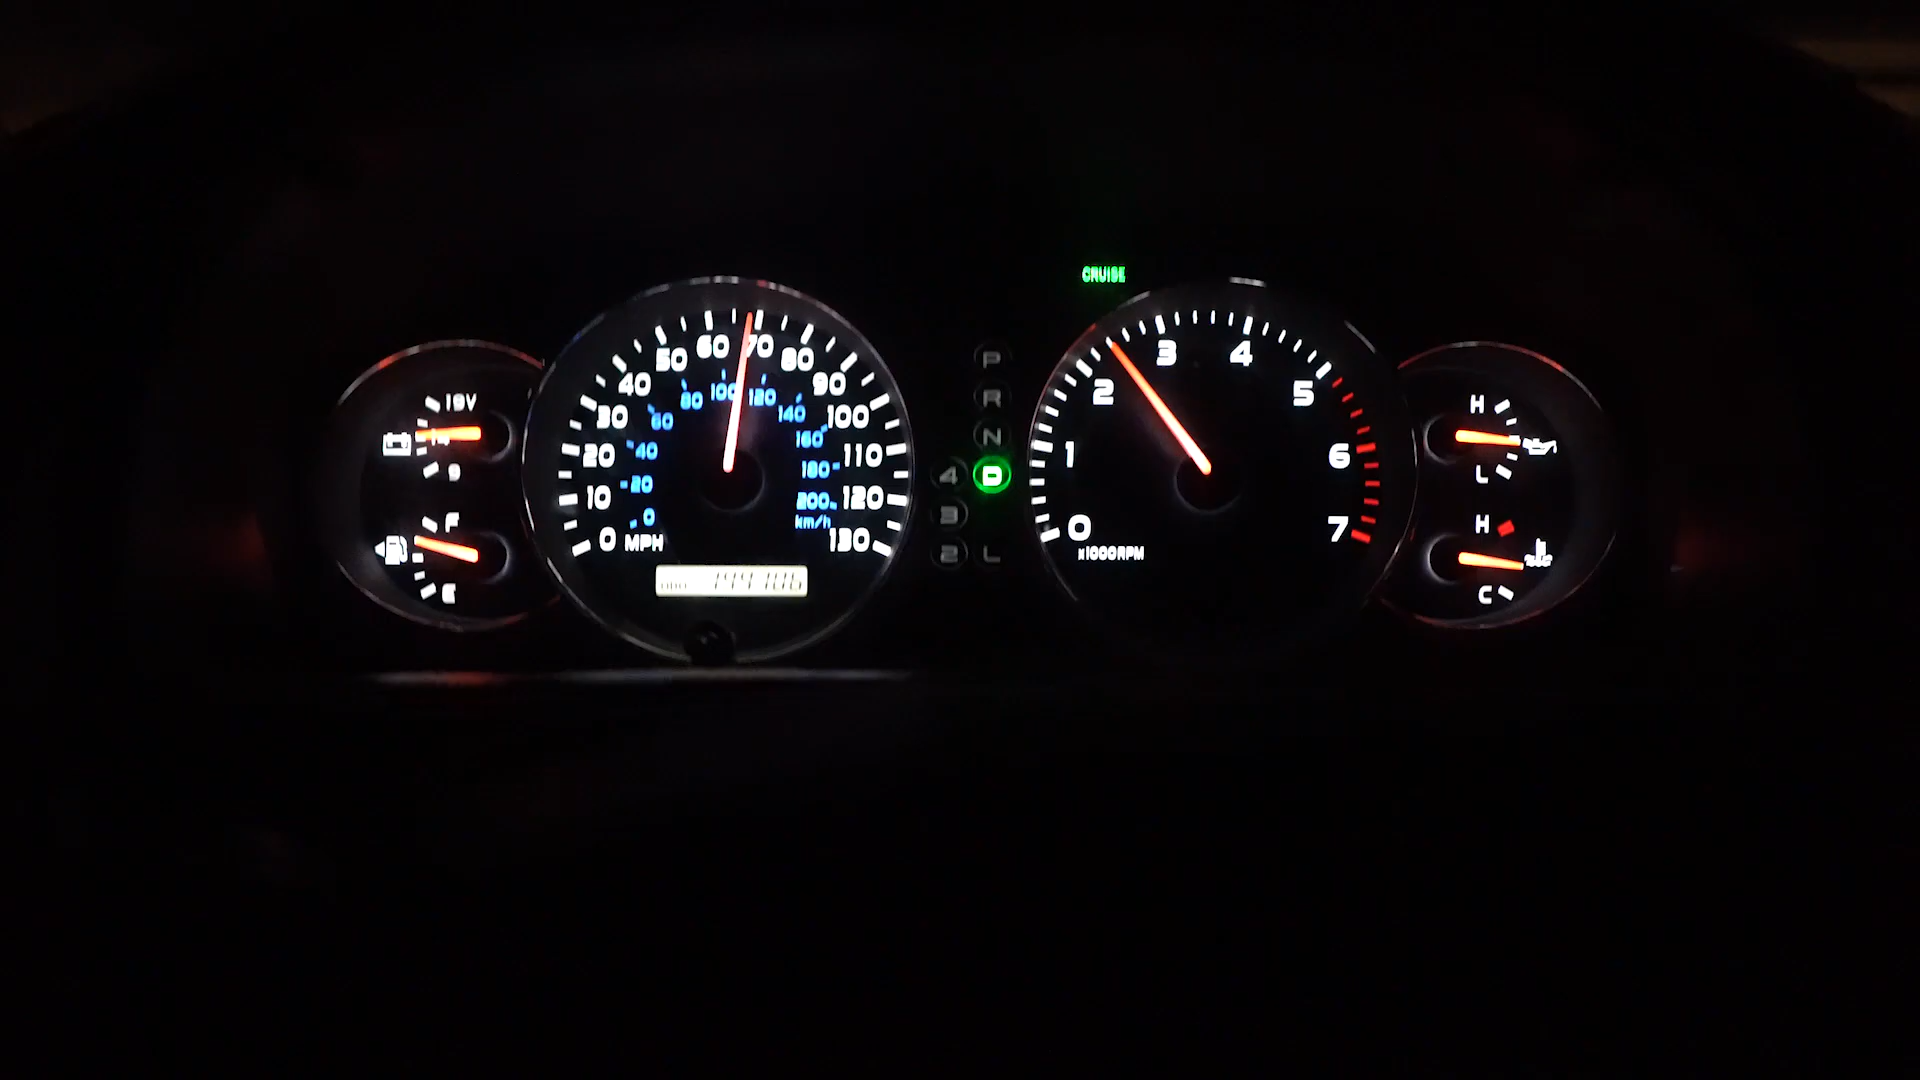 CRUISE
19V
14
9
F
E
0 10 20 30 40 50 60 70 80 90 100 110 120 130
MPH
0 20 40 60 80 100 120 140 160 180 200
km/h
P
R
N
4 D
3
2 L
0 1 2 3 4 5 6 7
x1000RPM
H
L
H
C